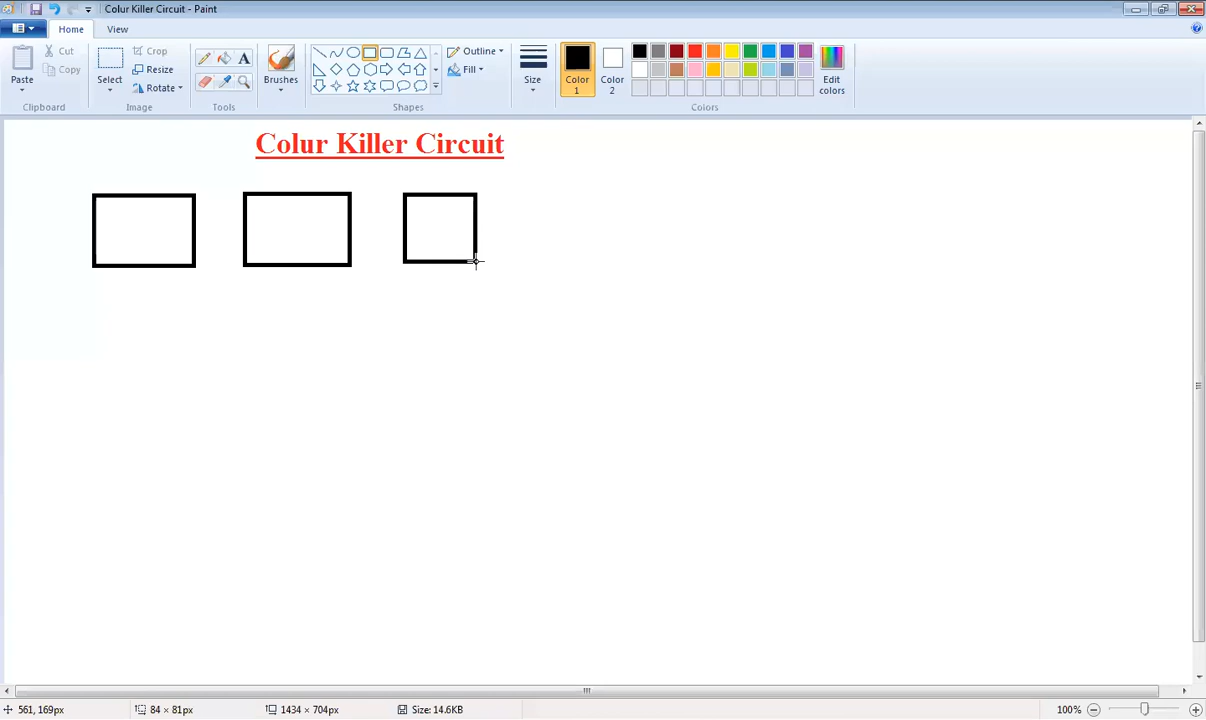 Colur Killer Circuit - Paint
Home
View
Paste
Cut
Copy
Clipboard
Select
Crop
Resize
Rotate
Image
A
Tools
Brushes
Outline
Fill
Shapes
Size
Color
1
Color
2
Edit
colors
Colors
Colur Killer Circuit
561, 169px
84 × 81px
1434 × 704px
Size: 14.6KB
100%